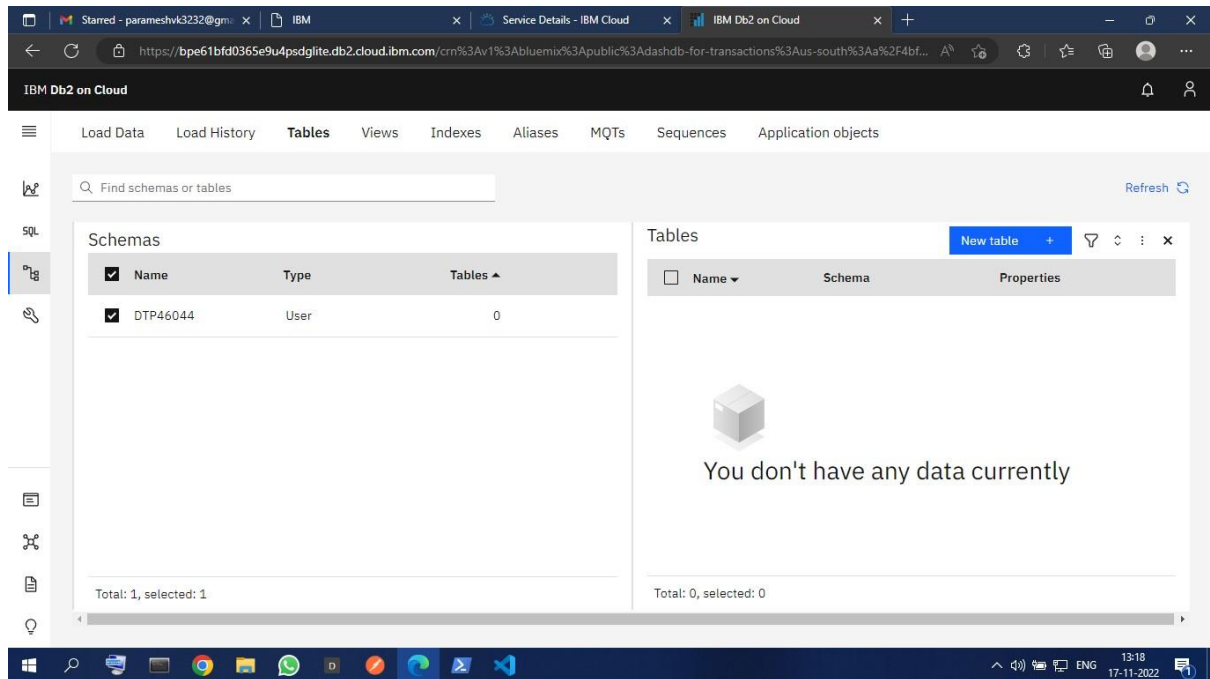 Starred - parameshvk3232@gma
IBM
Service Details - IBM Cloud
IBM Db2 on Cloud
https://bpe61bfd0365e9u4psdglite.db2.cloud.ibm.com/crn%3Av1%3Abluemix%3Apublic%3Adashdb-for-transactions%3Aus-south%3Aa%2F4bf...
IBM Db2 on Cloud
Load Data Load History Tables Views Indexes Aliases MQTs Sequences Application objects
Find schemas or tables
Refresh
SQL
Schemas
Name Type Tables
DTP46044 User 0
Total: 1, selected: 1
Tables
New table +
Name Schema Properties
You don't have any data currently
Total: 0, selected: 0
ENG
13:18
17-11-2022